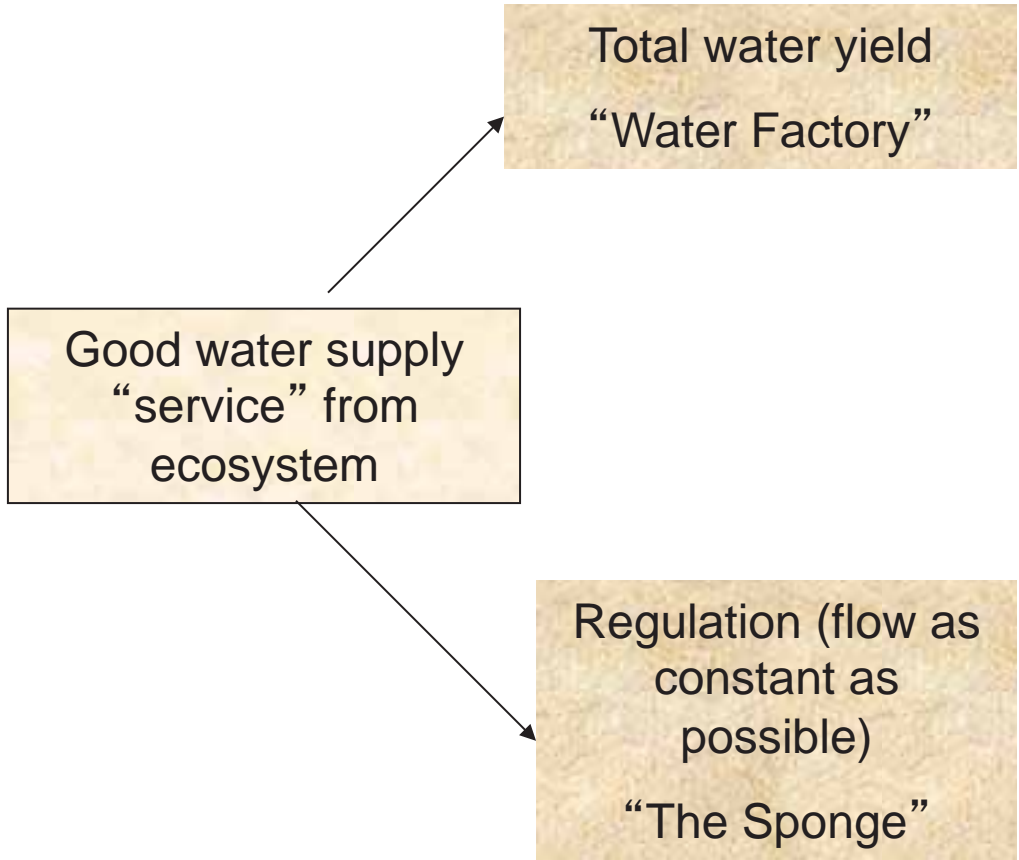 Total water yield
“Water Factory”
Good water supply
“service” from
ecosystem
Regulation (flow as
constant as
possible)
“The Sponge”